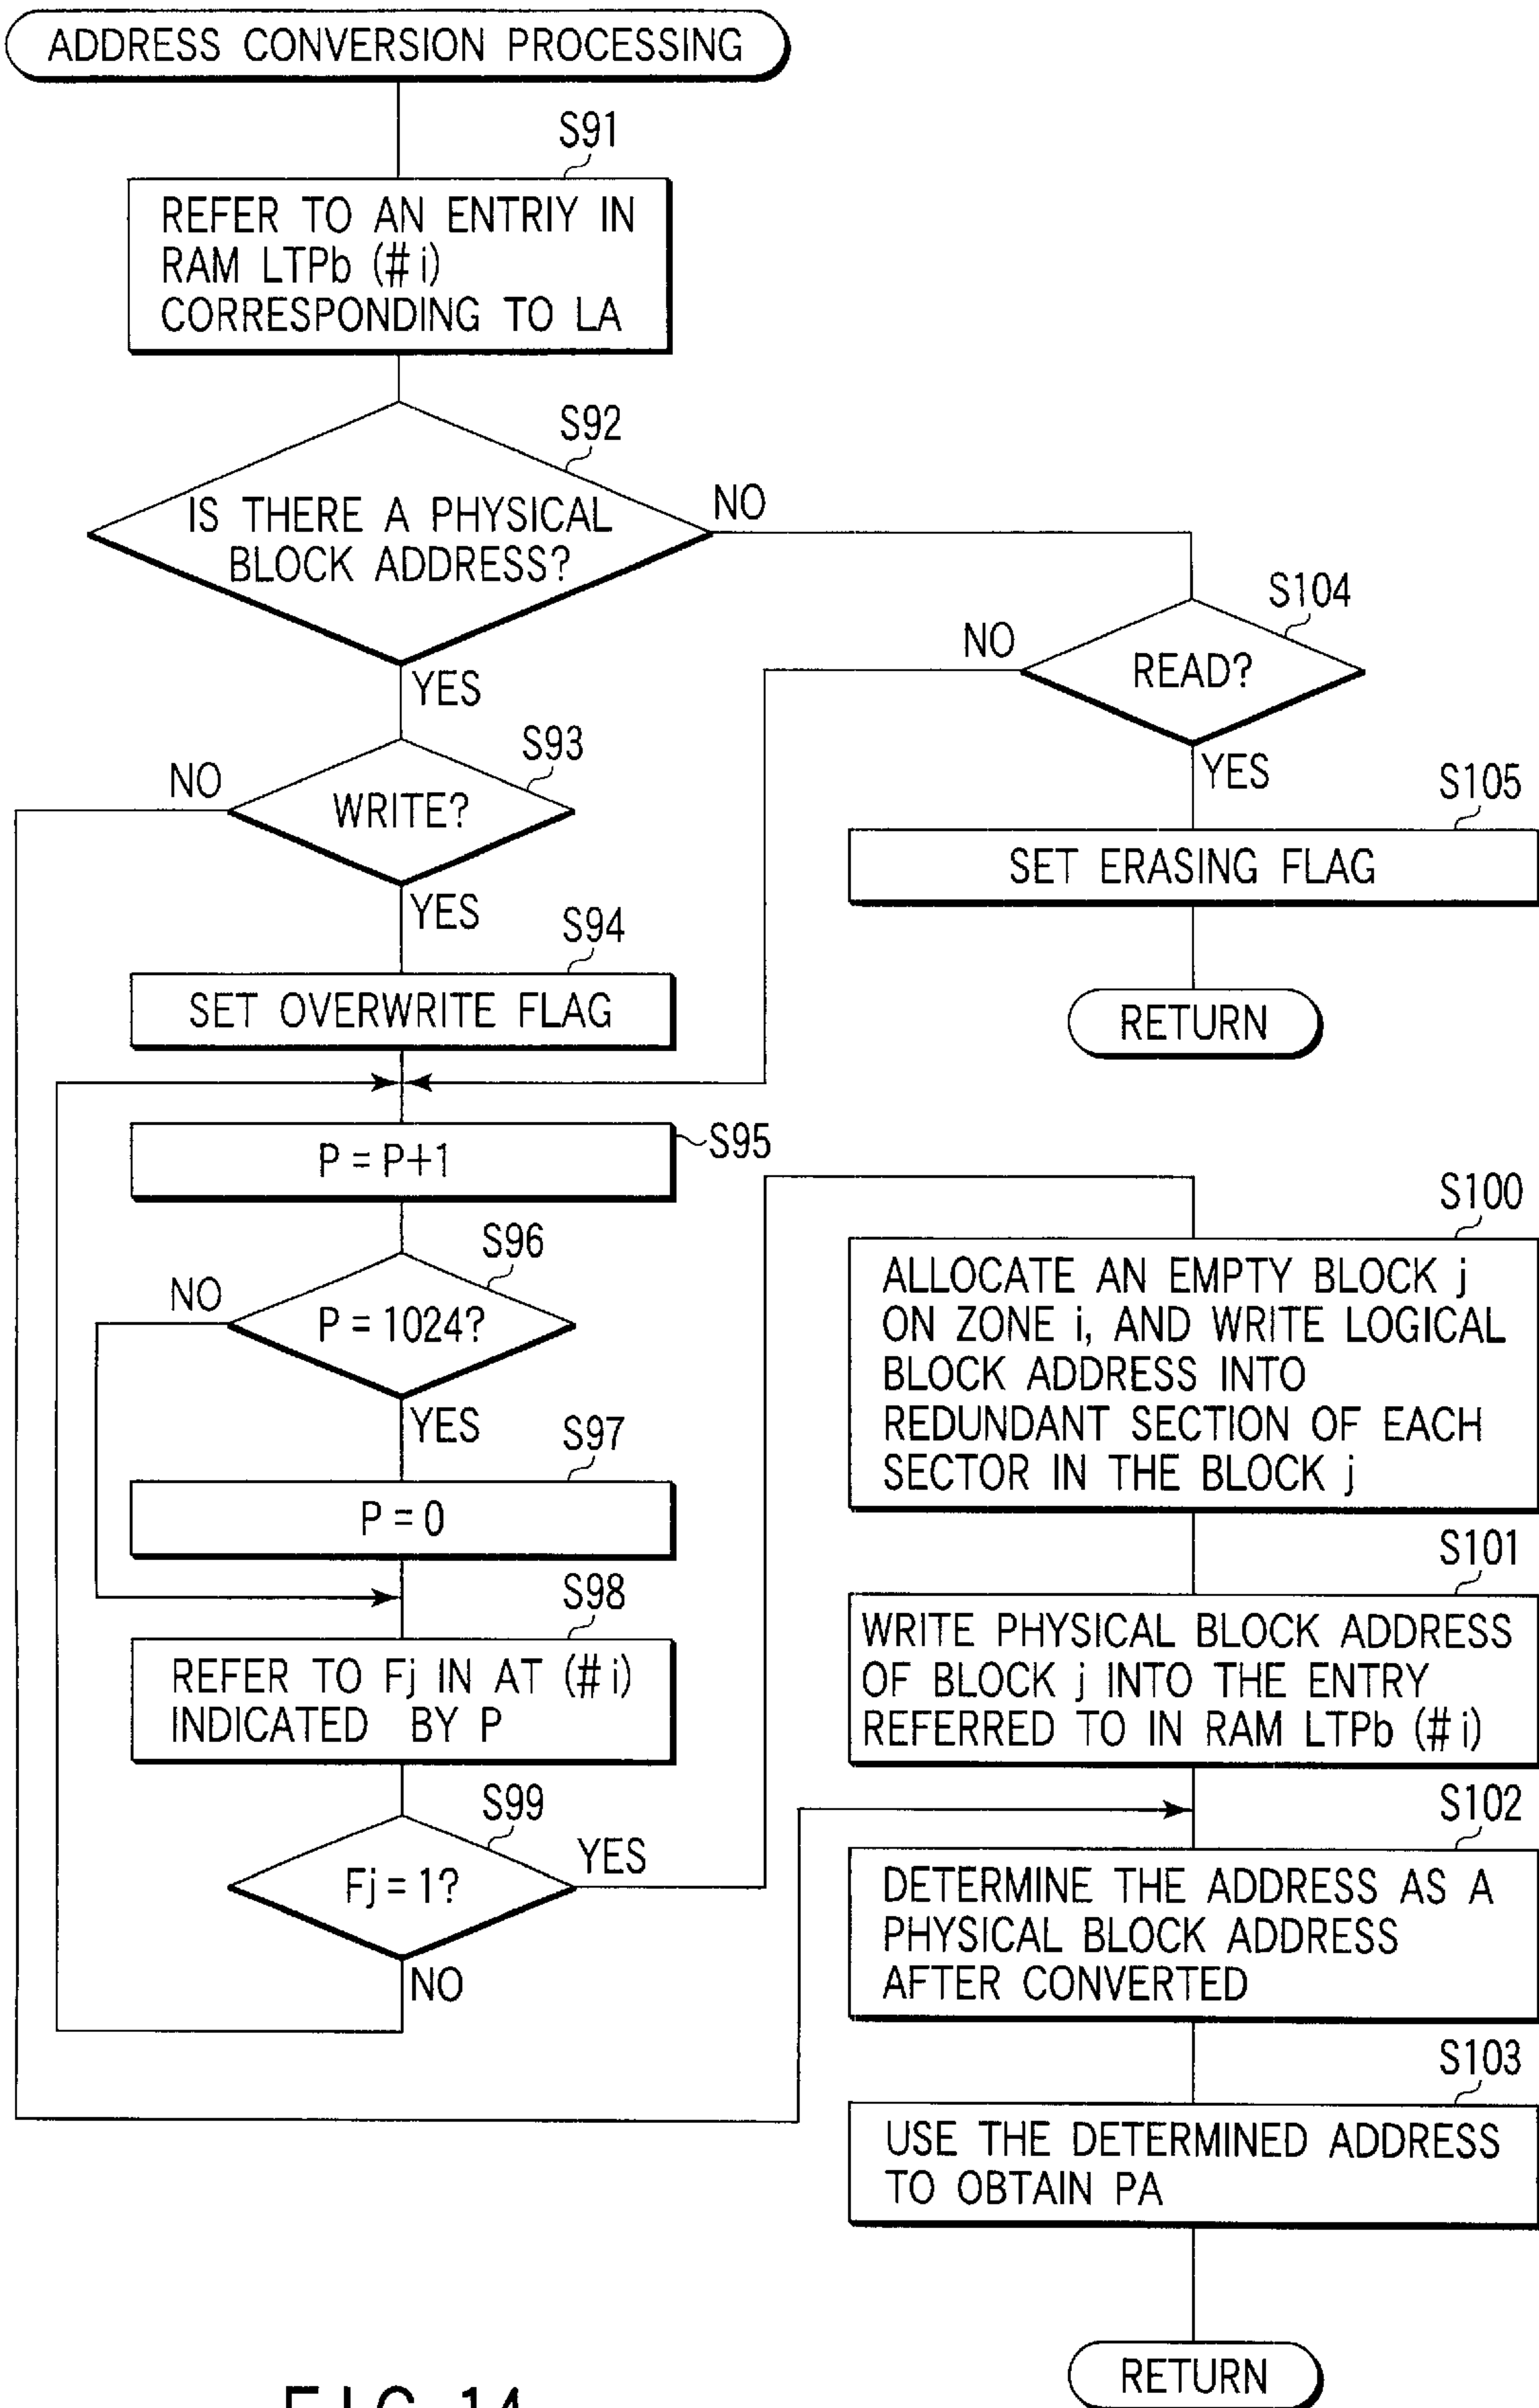 ADDRESS CONVERSION PROCESSING
S91
REFER TO AN ENTRIY IN
RAM LTPb (# i)
CORRESPONDING TO LA
S92
IS THERE A PHYSICAL
BLOCK ADDRESS?
NO
YES
S104
NO
READ?
YES
S93
NO
WRITE?
YES
S105
SET ERASING FLAG
RETURN
S94
SET OVERWRITE FLAG
S95
P = P+1
S96
NO
P = 1024?
YES
S97
P = 0
S98
REFER TO Fj IN AT (# i)
INDICATED BY P
S99
Fj = 1?
YES
NO
S100
ALLOCATE AN EMPTY BLOCK j
ON ZONE i, AND WRITE LOGICAL
BLOCK ADDRESS INTO
REDUNDANT SECTION OF EACH
SECTOR IN THE BLOCK j
S101
WRITE PHYSICAL BLOCK ADDRESS
OF BLOCK j INTO THE ENTRY
REFERRED TO IN RAM LTPb (# i)
S102
DETERMINE THE ADDRESS AS A
PHYSICAL BLOCK ADDRESS
AFTER CONVERTED
S103
USE THE DETERMINED ADDRESS
TO OBTAIN PA
RETURN
FIG. 14